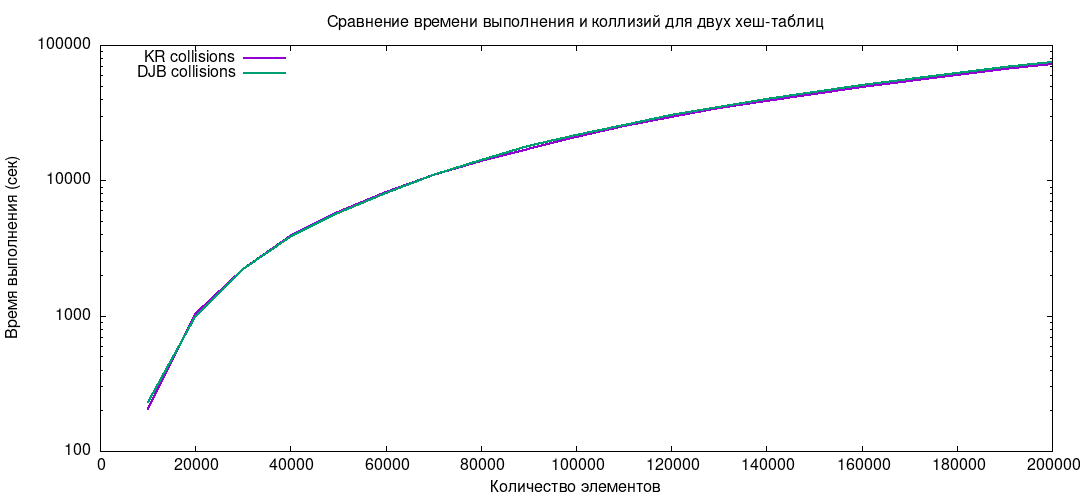 Сравнение времени выполнения и коллизий для двух хеш-таблиц
KR collisions
DJB collisions
100000
10000
1000
100
Время выполнения (сек)
0 20000 40000 60000 80000 100000 120000 140000 160000 180000 200000
Количество элементов